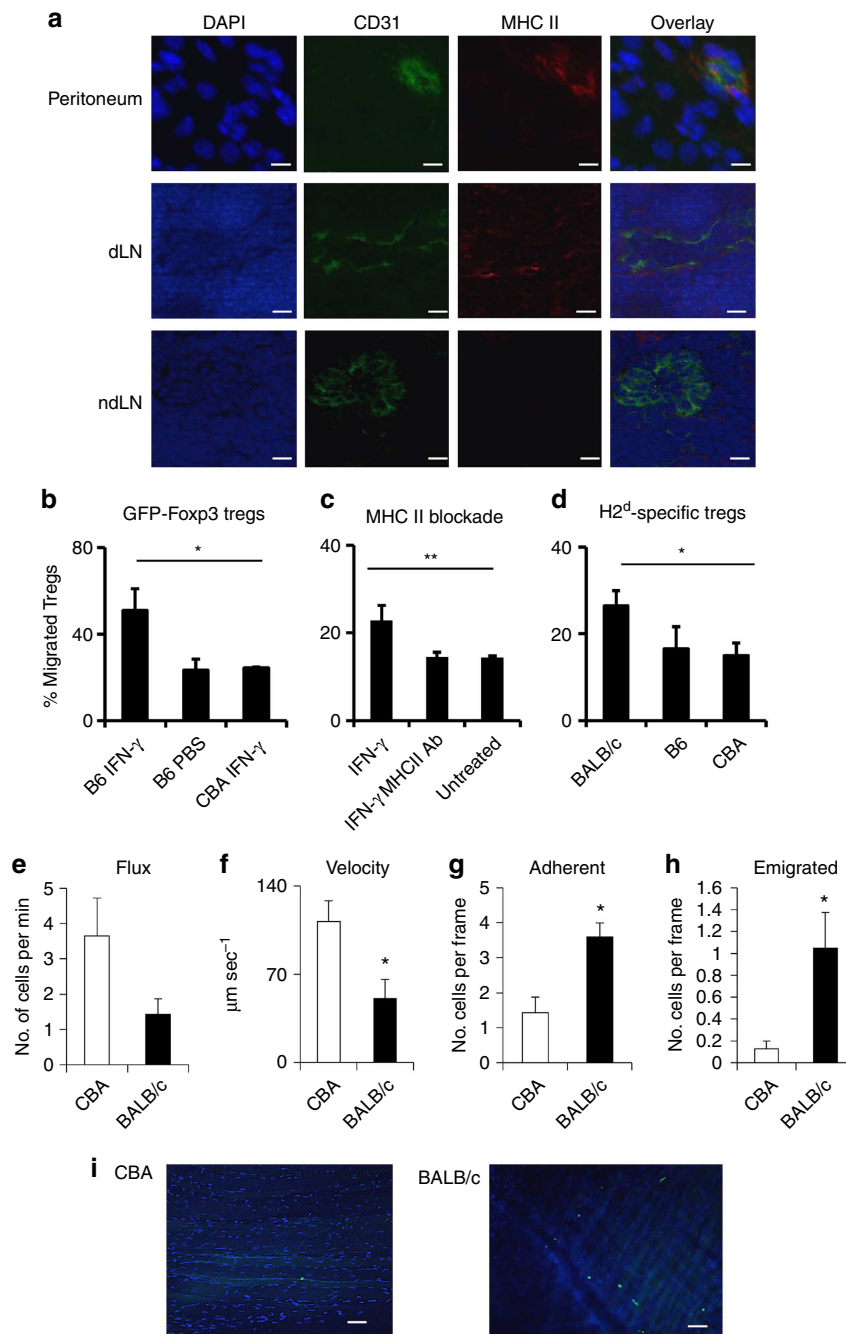 a
DAPI CD31 MHC II Overlay
Peritoneum
dLN
ndLN
b
GFP-Foxp3 tregs
% Migrated Tregs
80
40
0
*
B6 IFN-γ
B6 PBS
CBA IFN-γ
c
MHC II blockade
40
20
0
**
IFN-γ
IFN-γ MHCII Ab
Untreated
d
H2ᵈ-specific tregs
40
20
0
*
BALB/c
B6
CBA
e
Flux
No. of cells per min
5
4
3
2
1
0
CBA
BALB/c
f
Velocity
µm sec⁻¹
140
70
0
*
CBA
BALB/c
g
Adherent
No. cells per frame
5
4
3
2
1
0
*
CBA
BALB/c
h
Emigrated
No. cells per frame
1.6
1.4
1.2
1
0.8
0.6
0.4
0.2
0
*
CBA
BALB/c
i
CBA
BALB/c